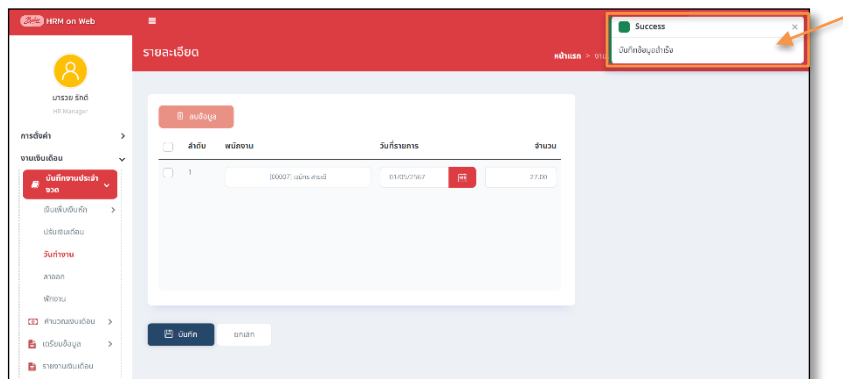 HRM on Web
Success
บันทึกข้อมูลสำเร็จ
รายละเอียด
หน้าแรก >
มารวย รักดี
HR Manager
การตั้งค่า
งานเงินเดือน
บันทึกงานประจำ
งวด
เงินเพิ่มเงินหัก
ปรับเงินเดือน
วันทำงาน
ลาออก
พักงาน
คำนวณเงินเดือน
เตรียมข้อมูล
รายงานเงินเดือน
ลบข้อมูล
ลำดับ พนักงาน วันที่รายการ จำนวน
1 [00007] 01/05/2567 27.00
บันทึก ยกเลิก